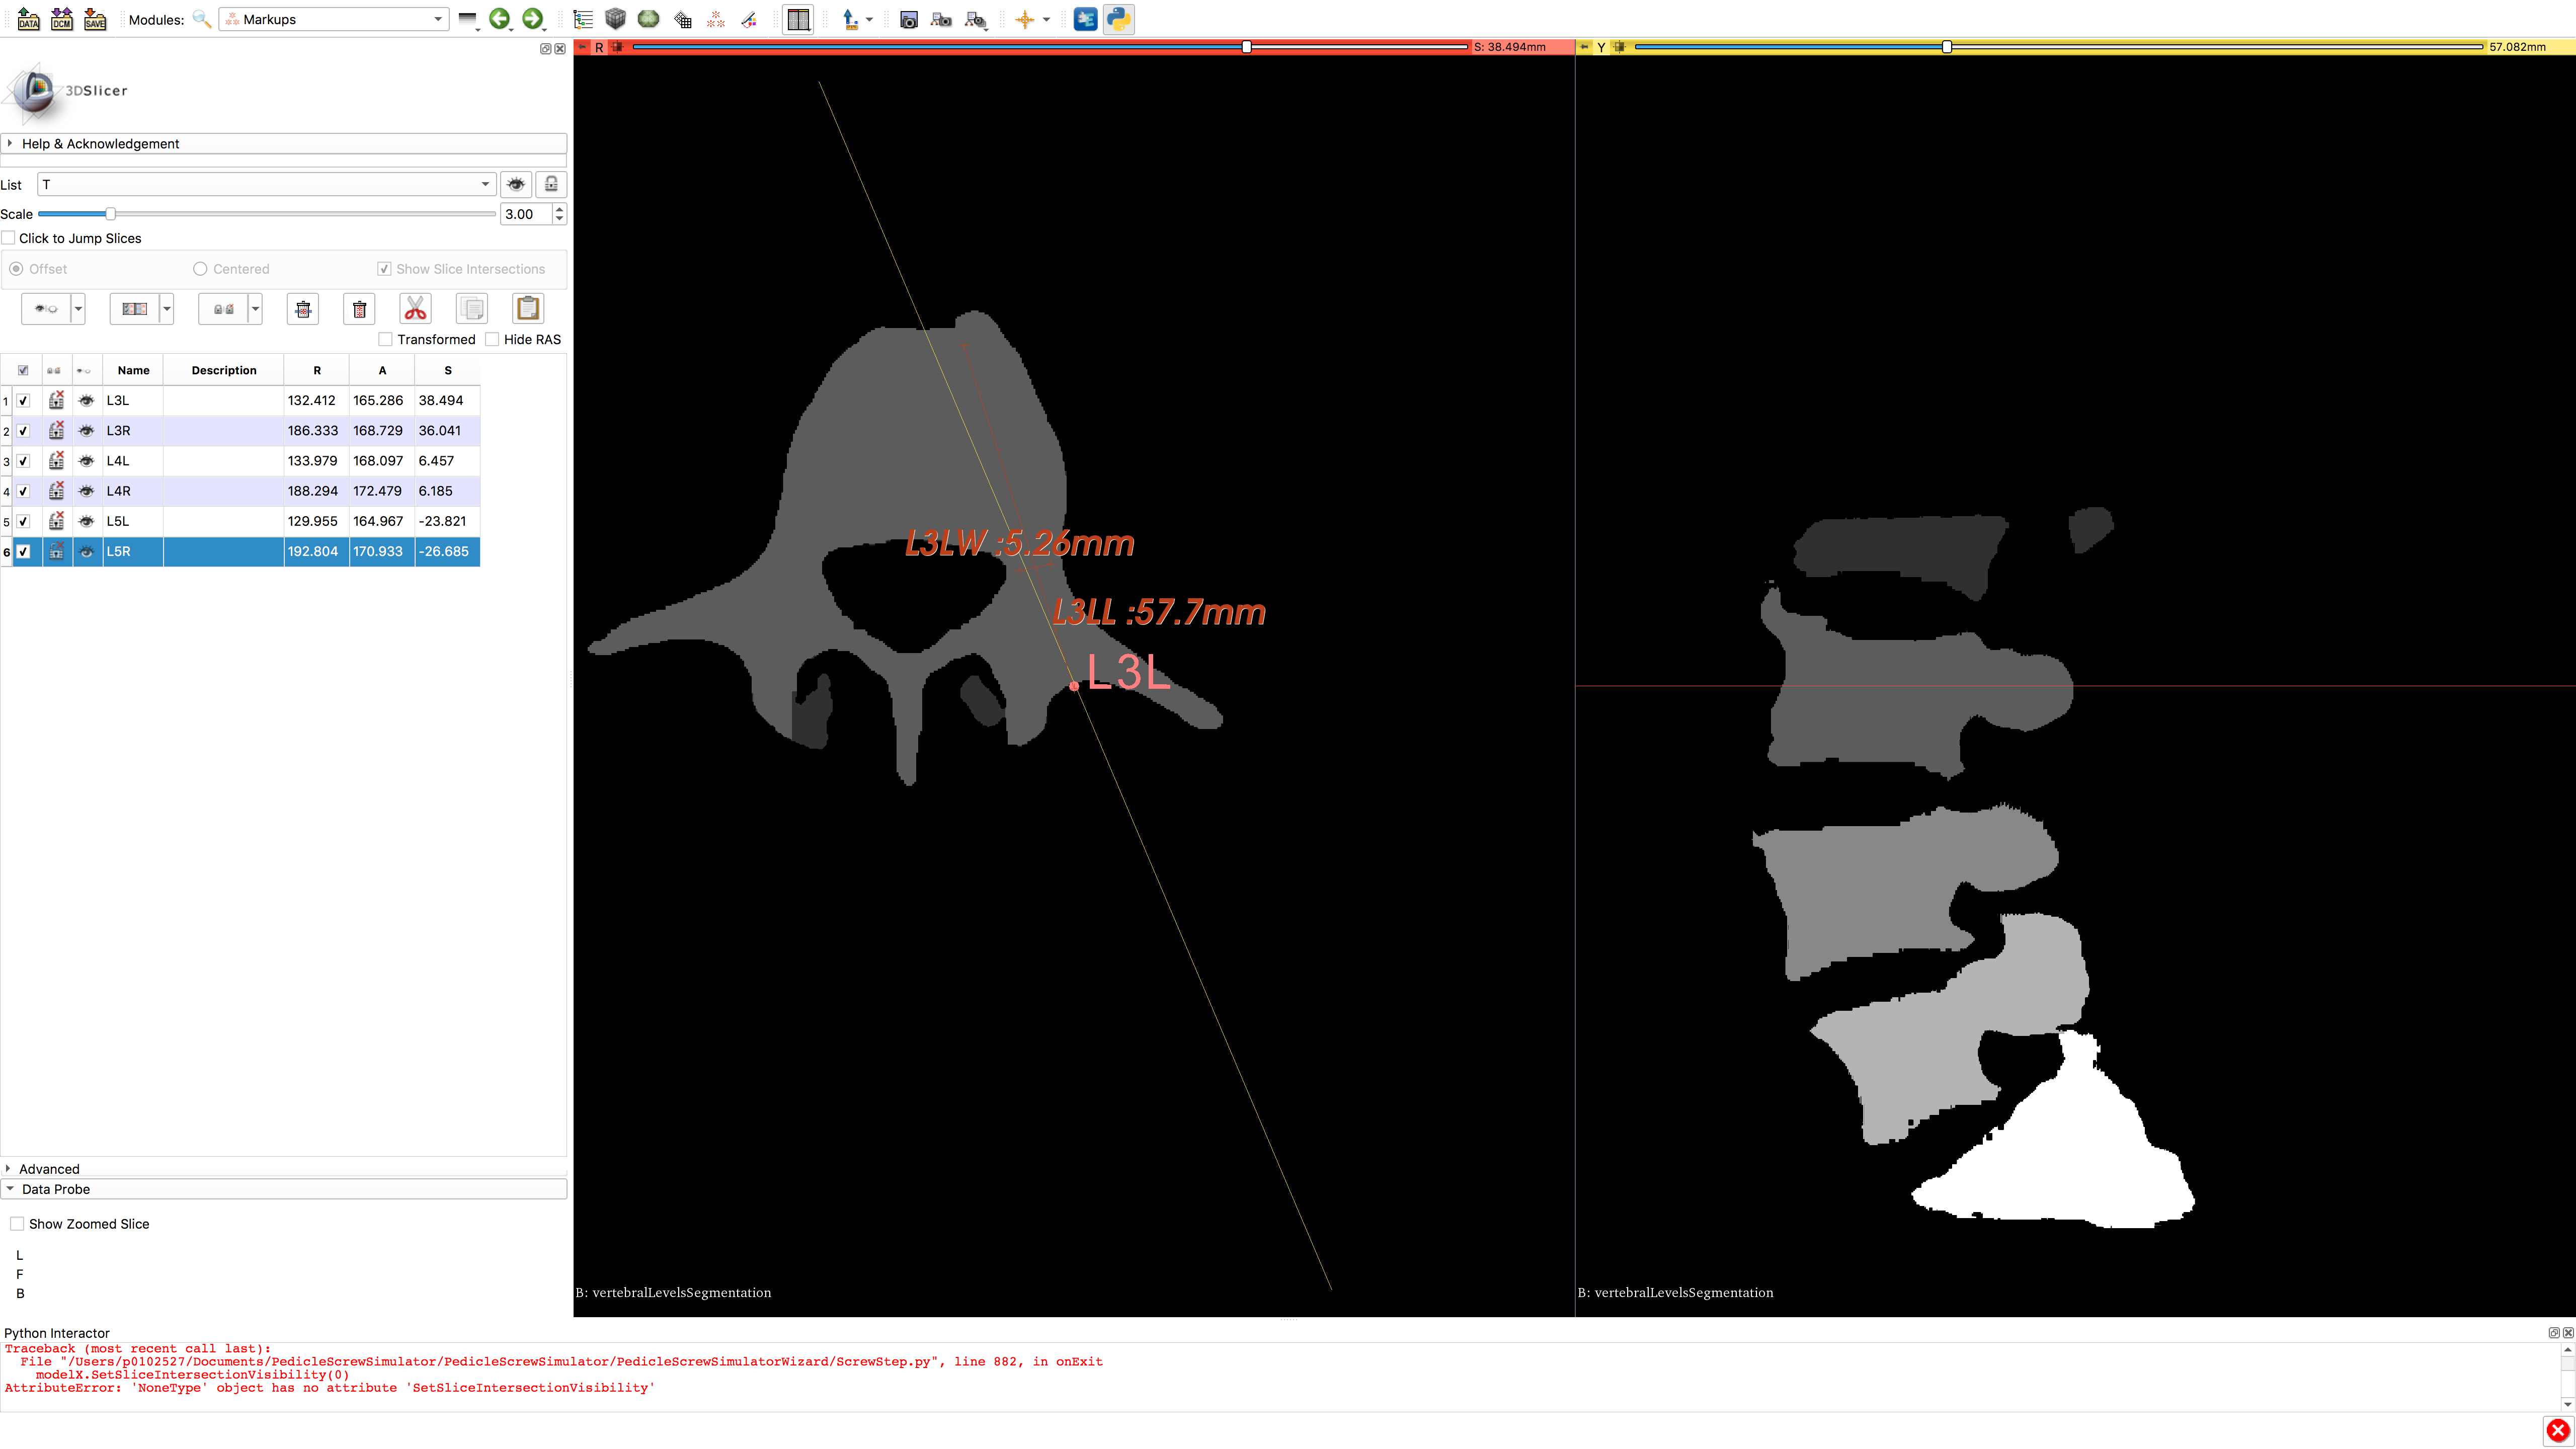 DATA DCM SAVE Modules: Markups
3DSlicer
Help & Acknowledgement
List T
Scale 3.00
Click to Jump Slices
Offset Centered Show Slice Intersections
Transformed Hide RAS
Name Description R A S
1 L3L 132.412 165.286 38.494
2 L3R 186.333 168.729 36.041
3 L4L 133.979 168.097 6.457
4 L4R 188.294 172.479 6.185
5 L5L 129.955 164.967 -23.821
6 L5R 192.804 170.933 -26.685
Advanced
Data Probe
Show Zoomed Slice
L
F
B
R S: 38.494mm
L3LW :5.26mm
L3LL :57.7mm
L3L
B: vertebralLevelsSegmentation
Y 57.082mm
B: vertebralLevelsSegmentation
Python Interactor
Traceback (most recent call last):
File "/Users/p0102527/Documents/PedicleScrewSimulator/PedicleScrewSimulator/PedicleScrewSimulatorWizard/ScrewStep.py", line 882, in onExit
modelX.SetSliceIntersectionVisibility(0)
AttributeError: 'NoneType' object has no attribute 'SetSliceIntersectionVisibility'